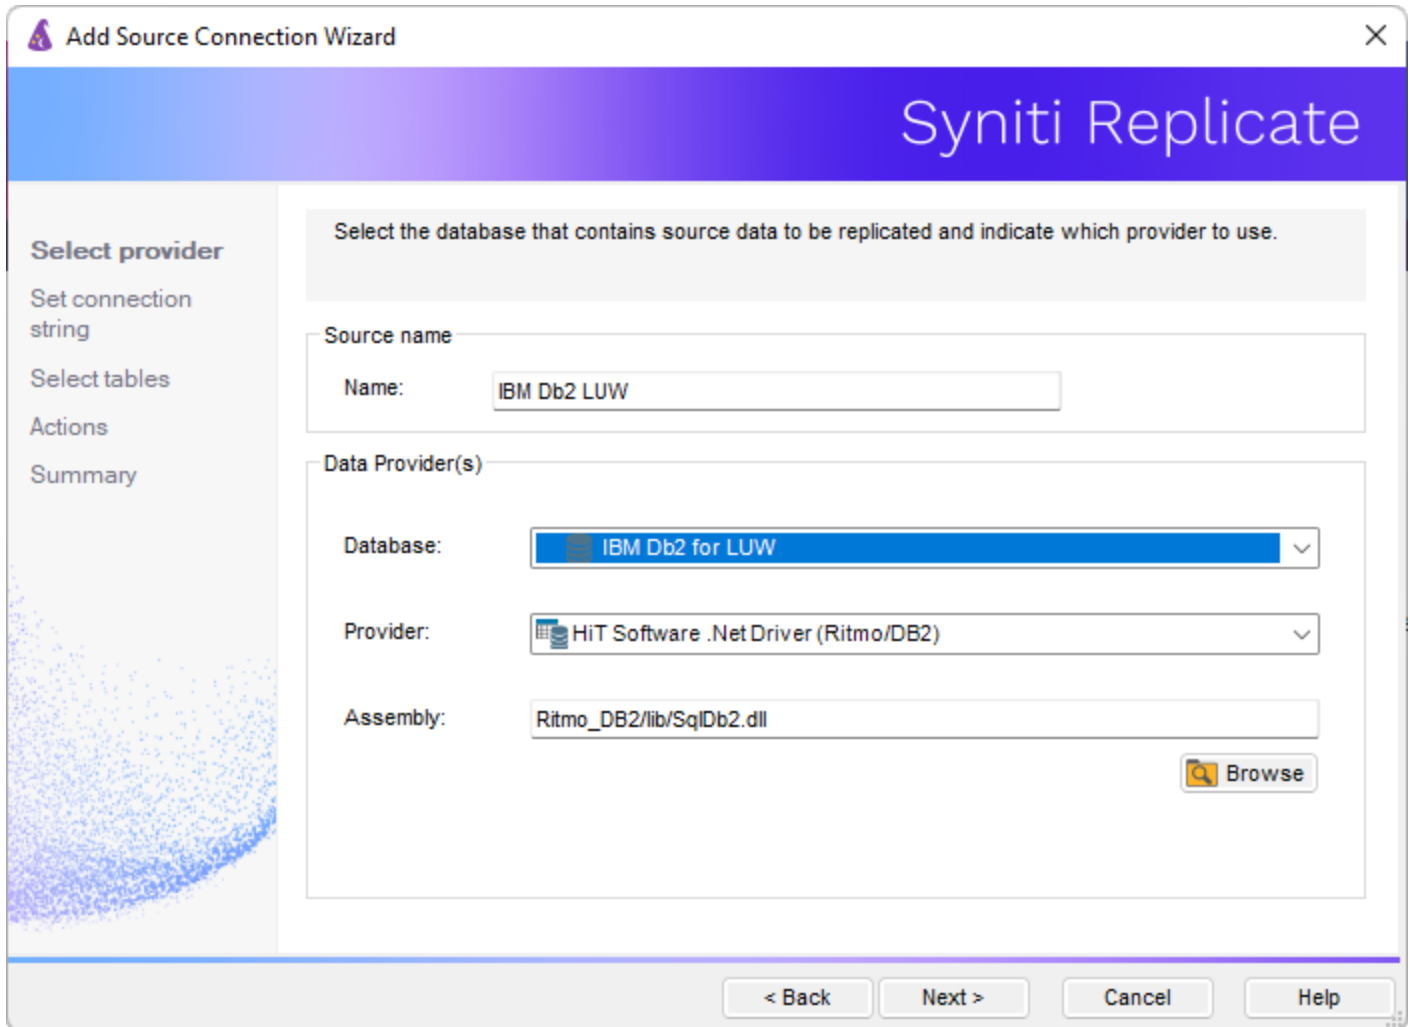 Add Source Connection Wizard
Syniti Replicate
Select provider
Set connection
string
Select tables
Actions
Summary
Select the database that contains source data to be replicated and indicate which provider to use.
Source name
Name:
IBM Db2 LUW
Data Provider(s)
Database:
IBM Db2 for LUW
Provider:
HiT Software .Net Driver (Ritmo/DB2)
Assembly:
Ritmo_DB2/lib/SqlDb2.dll
Browse
< Back
Next >
Cancel
Help